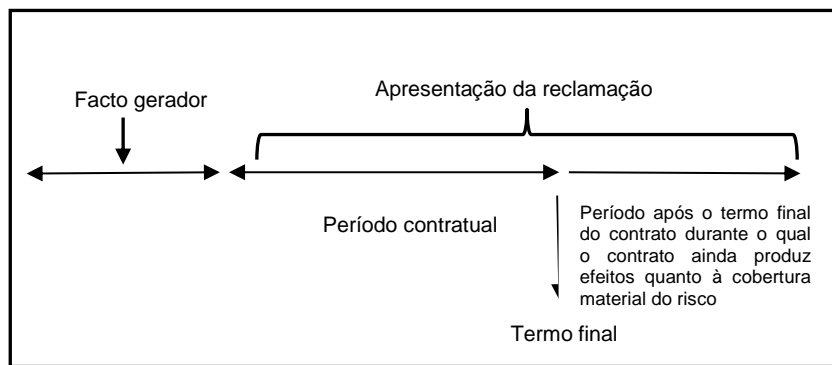 Facto gerador
Apresentação da reclamação
Período contratual
Período após o termo final
do contrato durante o qual
o contrato ainda produz
efeitos quanto à cobertura
material do risco
Termo final